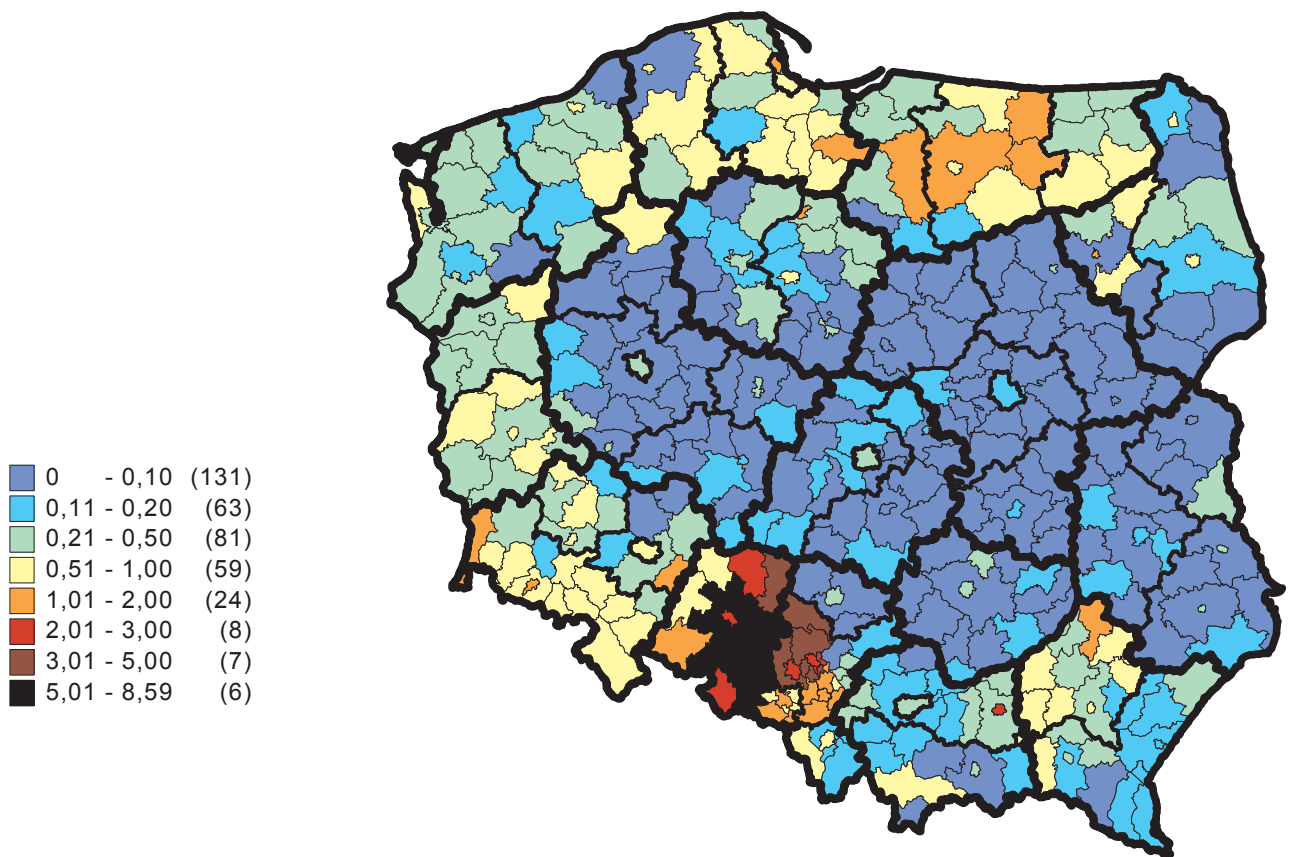 0 - 0,10 (131)
0,11 - 0,20 (63)
0,21 - 0,50 (81)
0,51 - 1,00 (59)
1,01 - 2,00 (24)
2,01 - 3,00 (8)
3,01 - 5,00 (7)
5,01 - 8,59 (6)